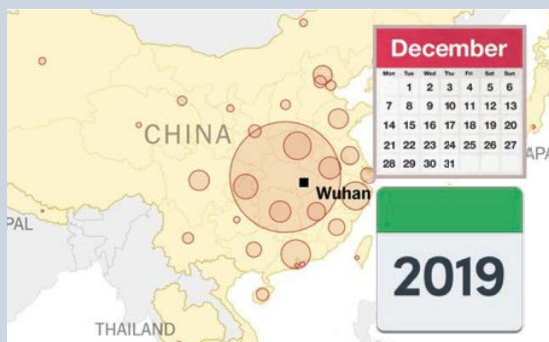 December
Mon Tue Wed Thu Fri Sat Sun
1 2 3 4 5 6
7 8 9 10 11 12 13
14 15 16 17 18 19 20
21 22 23 24 25 26 27
28 29 30 31
CHINA
Wuhan
2019
PAL
THAILAND